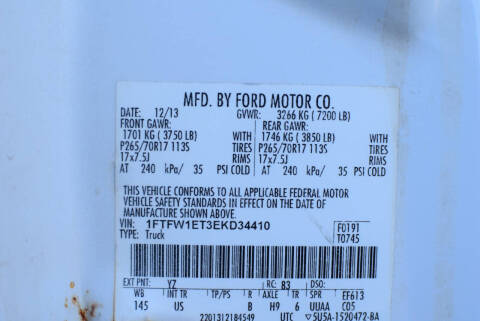 MFD. BY FORD MOTOR CO.
DATE: 12/13 GVWR: 3266 KG ( 7200 LB)
FRONT GAWR: REAR GAWR:
1701 KG ( 3750 LB) WITH 1746 KG ( 3850 LB) WITH
P265/70R17 113S TIRES P265/70R17 113S TIRES
17x7.5J RIMS 17x7.5J RIMS
AT 240 kPa/ 35 PSI COLD AT 240 kPa/ 35 PSI COLD
THIS VEHICLE CONFORMS TO ALL APPLICABLE FEDERAL MOTOR
VEHICLE SAFETY STANDARDS IN EFFECT ON THE DATE OF
MANUFACTURE SHOWN ABOVE.
VIN: 1FTFW1ET3EKD34410 F0191
TYPE: Truck T0745
EXT PNT: YZ RC: 83 DSO:
WB INT TR TP/PS R AXLE TR SPR EF613
145 US B H9 6 UUAA C05
2201312184549 UTC 5U5A-1520472-BA